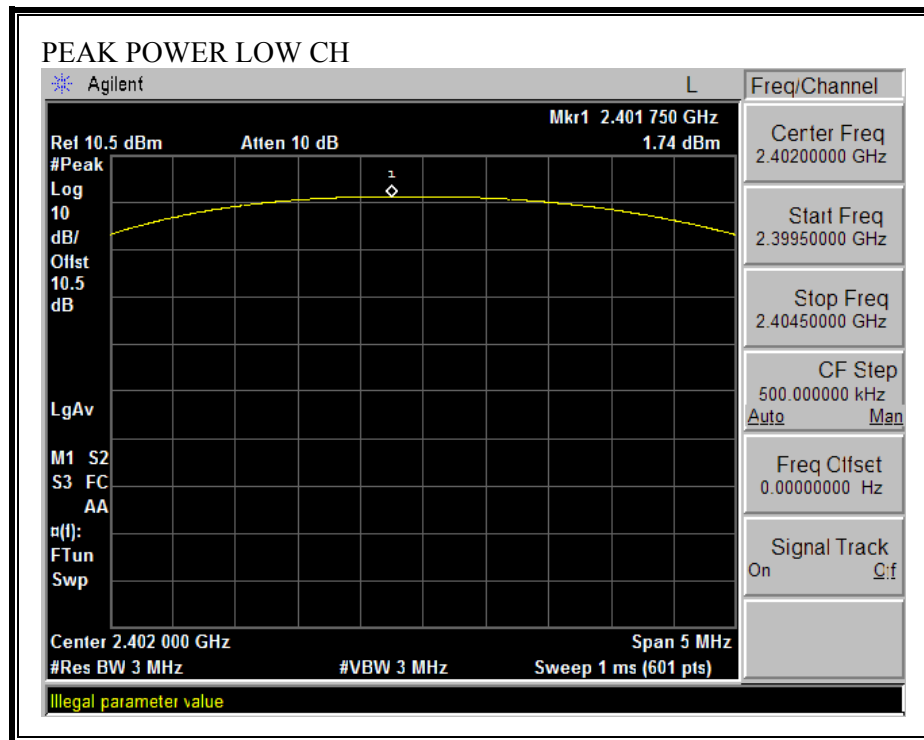 PEAK POWER LOW CH
Agilent L
Freq/Channel
Mkr1 2.401 750 GHz
Ref 10.5 dBm Atten 10 dB 1.74 dBm
#Peak
Log
10
dB/
Offst
10.5
dB
1
LgAv
M1 S2
S3 FC
AA
¤(f):
FTun
Swp
Center 2.402 000 GHz Span 5 MHz
#Res BW 3 MHz #VBW 3 MHz Sweep 1 ms (601 pts)
Illegal parameter value
Center Freq
2.40200000 GHz
Start Freq
2.39950000 GHz
Stop Freq
2.40450000 GHz
CF Step
500.000000 kHz
Auto Man
Freq Offset
0.00000000 Hz
Signal Track
On Off